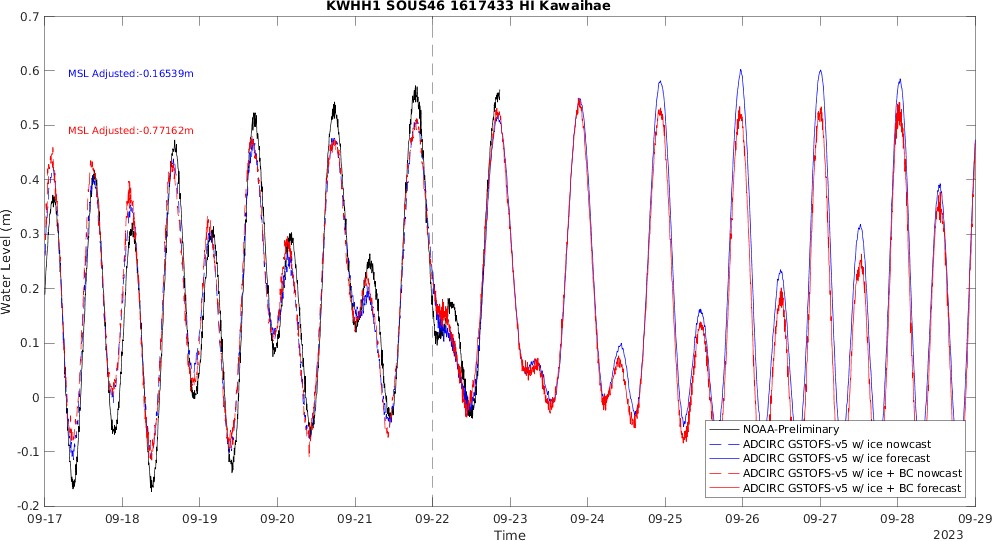 KWHH1 SOUS46 1617433 HI Kawaihae
Water Level (m)
0.7
0.6
0.5
0.4
0.3
0.2
0.1
0
-0.1
-0.2
MSL Adjusted:-0.16539m
MSL Adjusted:-0.77162m
NOAA-Preliminary
ADCIRC GSTOFS-v5 w/ ice nowcast
ADCIRC GSTOFS-v5 w/ ice forecast
ADCIRC GSTOFS-v5 w/ ice + BC nowcast
ADCIRC GSTOFS-v5 w/ ice + BC forecast
09-17 09-18 09-19 09-20 09-21 09-22 09-23 09-24 09-25 09-26 09-27 09-28 09-29
Time
2023